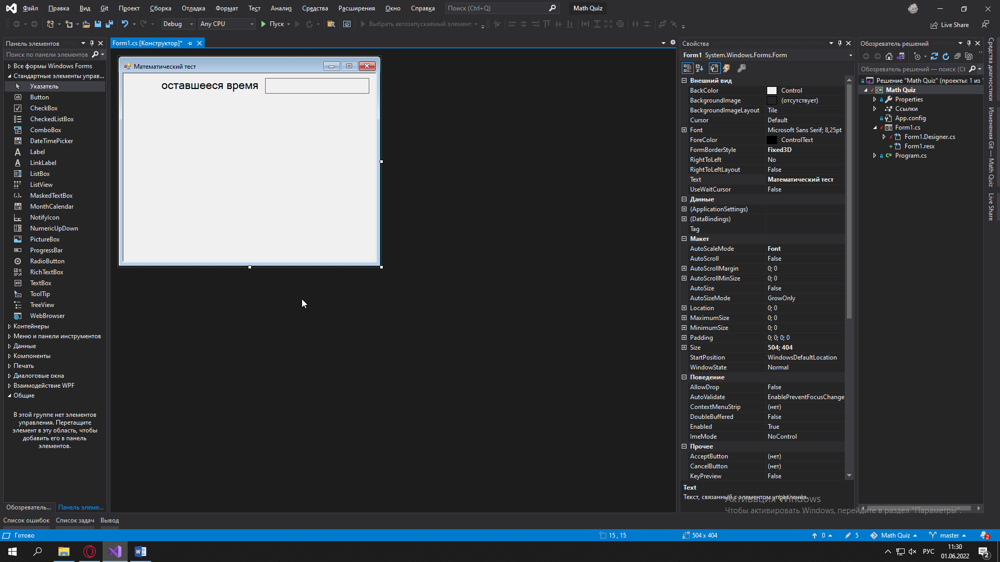 Файл Правка Вид Git Проект Сборка Отладка Формат Тест Анализ Средства Расширения Окно Справка Поиск (Ctrl+Q) Math Quiz
Debug Any CPU Пуск Выбрать автозапускаемый элемент Live Share
Панель элементов
Поиск по панели элементов
Все формы Windows Forms
Стандартные элементы управ...
Указатель
Button
CheckBox
CheckedListBox
ComboBox
DateTimePicker
Label
LinkLabel
ListBox
ListView
MaskedTextBox
MonthCalendar
NotifyIcon
NumericUpDown
PictureBox
ProgressBar
RadioButton
RichTextBox
TextBox
ToolTip
TreeView
WebBrowser
Контейнеры
Меню и панели инструментов
Данные
Компоненты
Печать
Диалоговые окна
Взаимодействие WPF
Общие
В этой группе нет элементов
управления. Перетащите
элемент в эту область, чтобы
добавить его в панель
элементов.
Обозреватель... Панель элеме...
Form1.cs [Конструктор]*
Математический тест
оставшееся время
Свойства
Form1 System.Windows.Forms.Form
Внешний вид
BackColor Control
BackgroundImage (отсутствует)
BackgroundImageLayout Tile
Cursor Default
Font Microsoft Sans Serif; 8,25pt
ForeColor ControlText
FormBorderStyle Fixed3D
RightToLeft No
RightToLeftLayout False
Text Математический тест
UseWaitCursor False
Данные
(ApplicationSettings)
(DataBindings)
Tag
Макет
AutoScaleMode Font
AutoScroll False
AutoScrollMargin 0; 0
AutoScrollMinSize 0; 0
AutoSize False
AutoSizeMode GrowOnly
Location 0; 0
MaximumSize 0; 0
MinimumSize 0; 0
Padding 0; 0; 0; 0
Size 504; 404
StartPosition WindowsDefaultLocation
WindowState Normal
Поведение
AllowDrop False
AutoValidate EnablePreventFocusChange
ContextMenuStrip (нет)
DoubleBuffered False
Enabled True
ImeMode NoControl
Прочее
AcceptButton (нет)
CancelButton (нет)
KeyPreview False
Text
Текст, связанный с элементом управления.
Обозреватель решений
Обозреватель решений — поиск (Ct
Решение "Math Quiz" (проекты: 1 из 1
Math Quiz
Properties
Ссылки
App.config
Form1.cs
Form1.Designer.cs
Form1.resx
Program.cs
Средства диагностики
Изменения Git — Math Quiz
Live Share
Активация Windows
Чтобы активировать Windows, перейдите в раздел "Параметры".
Список ошибок Список задач Вывод
Готово 15 , 15 504 x 404 0 5 Math Quiz master 2
РУС 11:30
01.06.2022 2